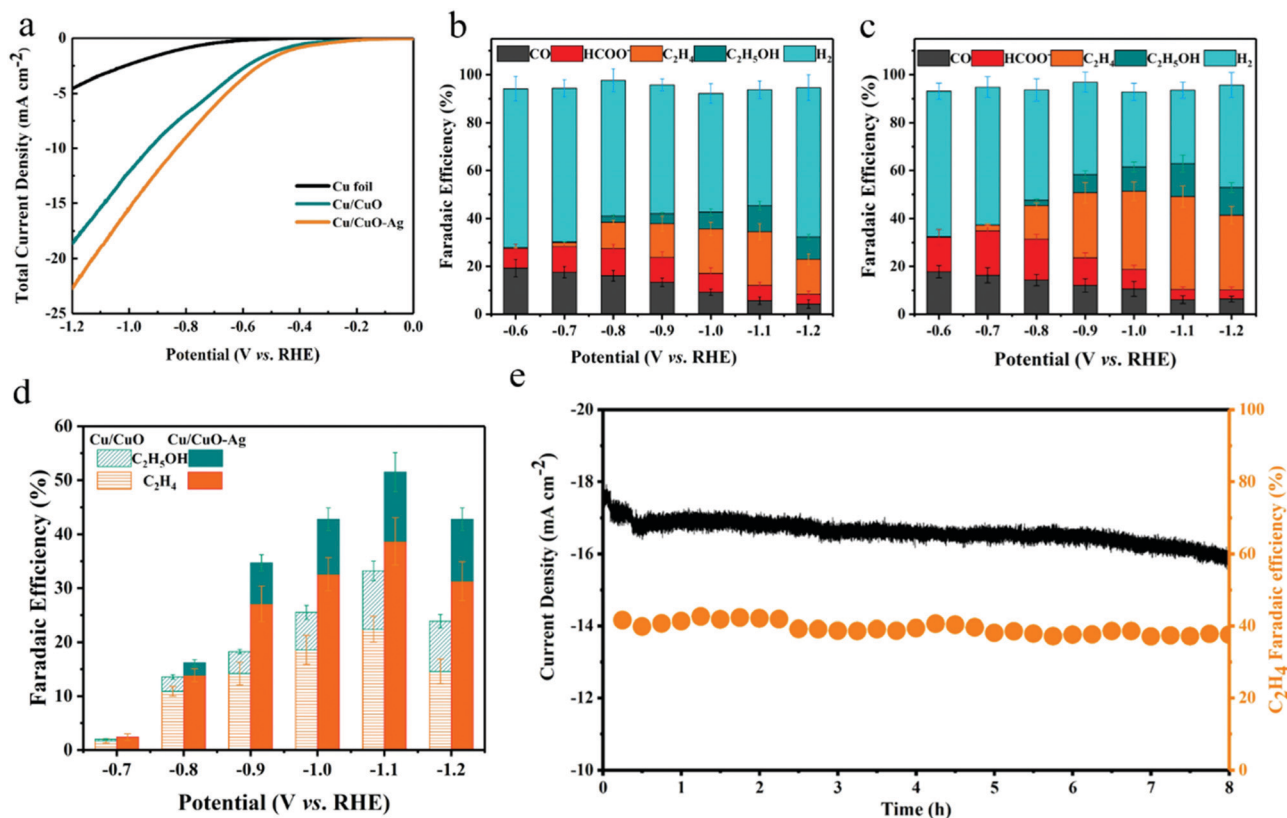 a
0
-5
-10
-15
-20
-25
Total Current Density (mA cm⁻²)
Cu foil
Cu/CuO
Cu/CuO-Ag
-1.2 -1.0 -0.8 -0.6 -0.4 -0.2 0.0
Potential (V vs. RHE)
b
CO HCOO⁻ C₂H₄ C₂H₅OH H₂
100
80
60
40
20
0
Faradaic Efficiency (%)
-0.6 -0.7 -0.8 -0.9 -1.0 -1.1 -1.2
Potential (V vs. RHE)
c
CO HCOO⁻ C₂H₄ C₂H₅OH H₂
100
80
60
40
20
0
Faradaic Efficiency (%)
-0.6 -0.7 -0.8 -0.9 -1.0 -1.1 -1.2
Potential (V vs. RHE)
d
60
50
40
30
20
10
0
Faradaic Efficiency (%)
Cu/CuO Cu/CuO-Ag
C₂H₅OH
C₂H₄
-0.7 -0.8 -0.9 -1.0 -1.1 -1.2
Potential (V vs. RHE)
e
-20
-18
-16
-14
-12
-10
Current Density (mA cm⁻²)
100
80
60
40
20
0
C₂H₄ Faradaic efficiency (%)
0 1 2 3 4 5 6 7 8
Time (h)